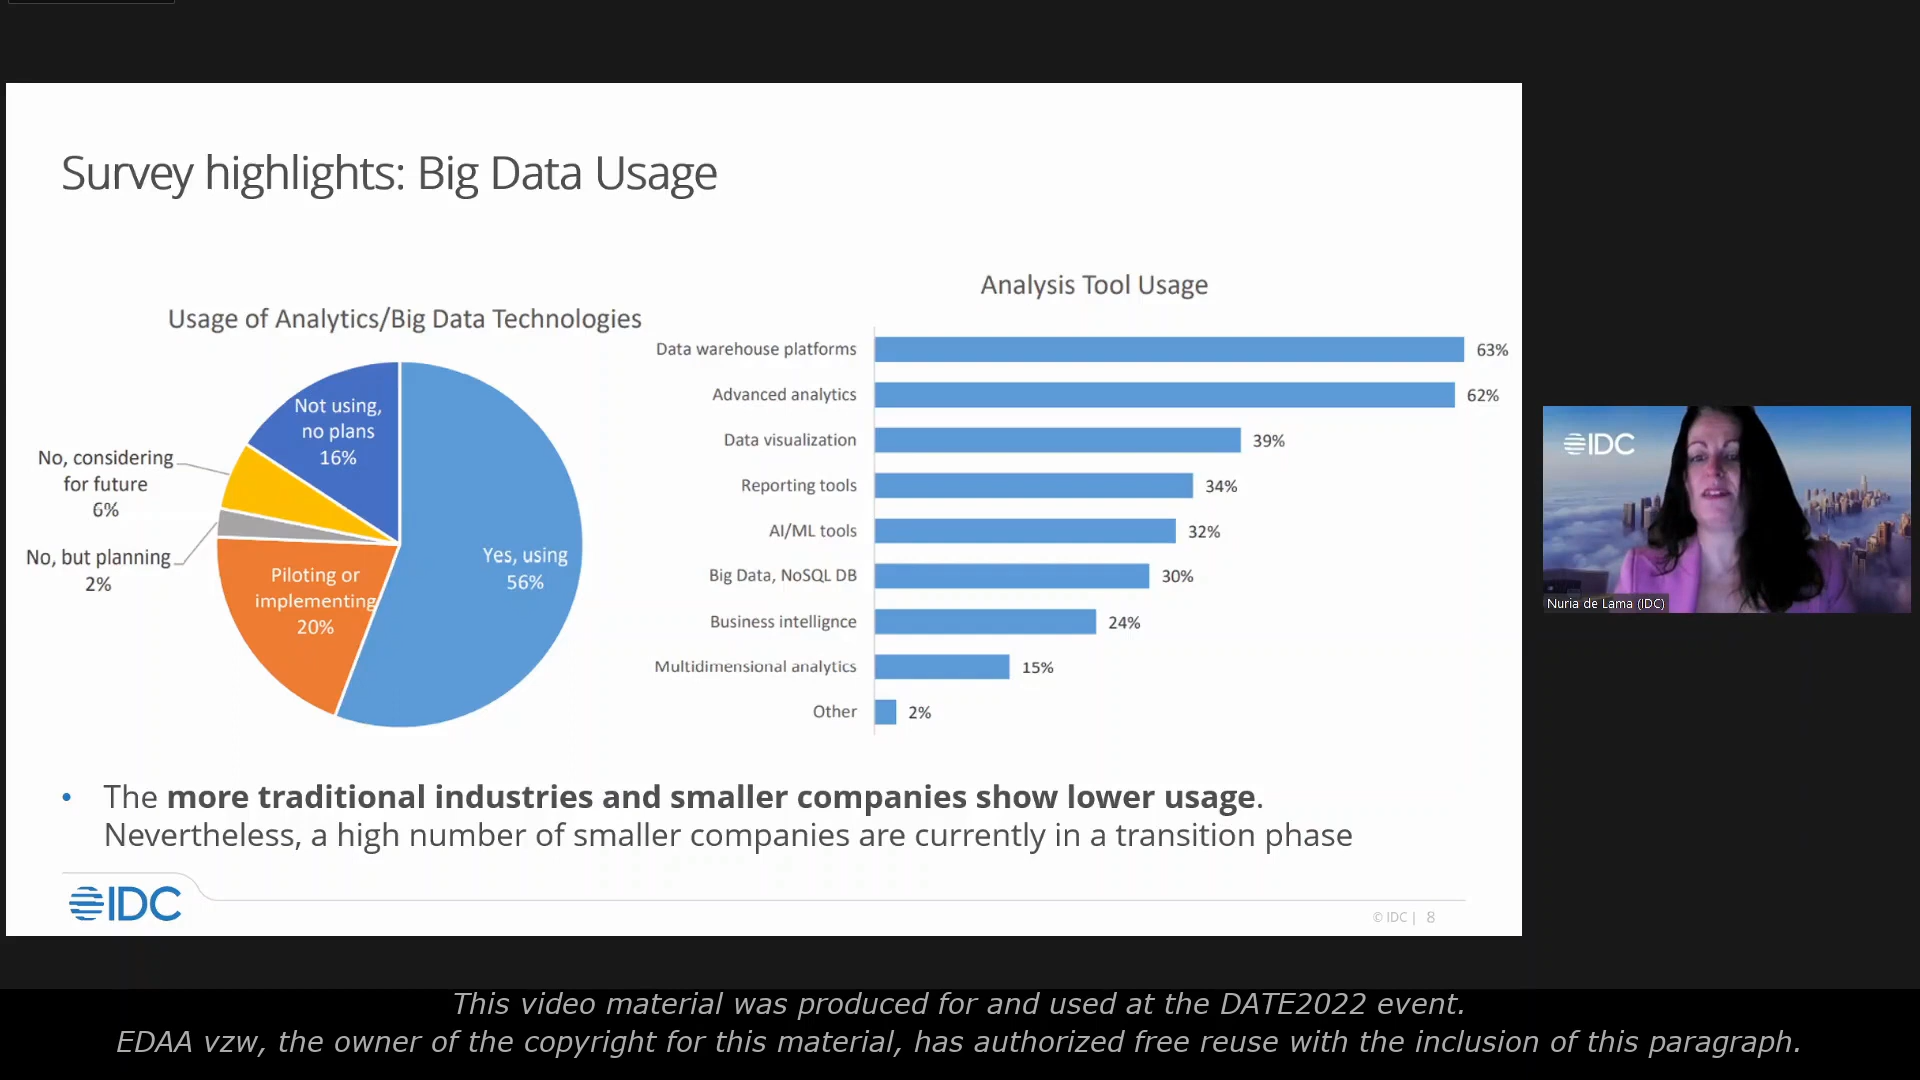 Survey highlights: Big Data Usage
Usage of Analytics/Big Data Technologies
Not using,
no plans
16%
No, considering
for future
6%
No, but planning
2%
Piloting or
implementing
20%
Yes, using
56%
Analysis Tool Usage
Data warehouse platforms 63%
Advanced analytics 62%
Data visualization 39%
Reporting tools 34%
AI/ML tools 32%
Big Data, NoSQL DB 30%
Business intellignce 24%
Multidimensional analytics 15%
Other 2%
• The more traditional industries and smaller companies show lower usage.
Nevertheless, a high number of smaller companies are currently in a transition phase
IDC
© IDC | 8
IDC
Nuria de Lama (IDC)
This video material was produced for and used at the DATE2022 event.
EDAA vzw, the owner of the copyright for this material, has authorized free reuse with the inclusion of this paragraph.